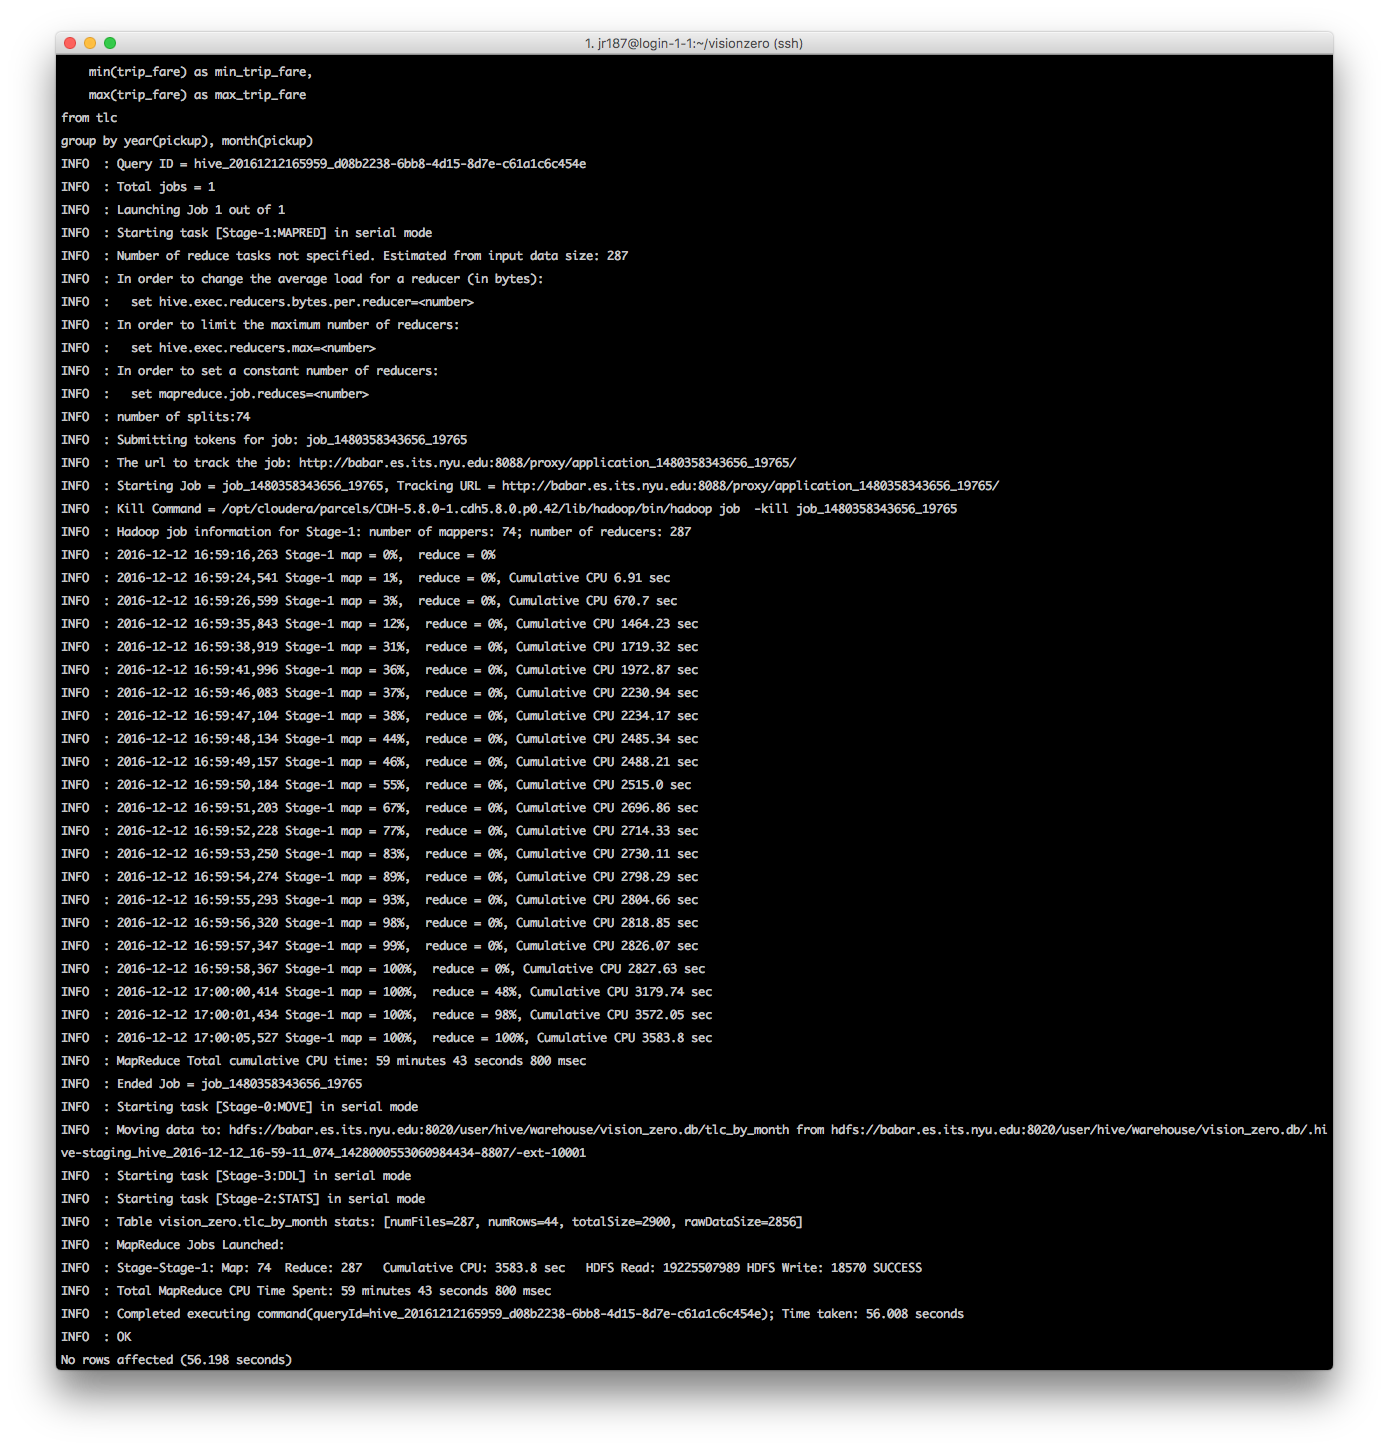 1. jr187@login-1-1:~/visionzero (ssh)
min(trip_fare) as min_trip_fare,
max(trip_fare) as max_trip_fare
from tlc
group by year(pickup), month(pickup)
INFO  : Query ID = hive_20161212165959_d08b2238-6bb8-4d15-8d7e-c61a1c6c454e
INFO  : Total jobs = 1
INFO  : Launching Job 1 out of 1
INFO  : Starting task [Stage-1:MAPRED] in serial mode
INFO  : Number of reduce tasks not specified. Estimated from input data size: 287
INFO  : In order to change the average load for a reducer (in bytes):
INFO  :   set hive.exec.reducers.bytes.per.reducer=<number>
INFO  : In order to limit the maximum number of reducers:
INFO  :   set hive.exec.reducers.max=<number>
INFO  : In order to set a constant number of reducers:
INFO  :   set mapreduce.job.reduces=<number>
INFO  : number of splits:74
INFO  : Submitting tokens for job: job_1480358343656_19765
INFO  : The url to track the job: http://babar.es.its.nyu.edu:8088/proxy/application_1480358343656_19765/
INFO  : Starting Job = job_1480358343656_19765, Tracking URL = http://babar.es.its.nyu.edu:8088/proxy/application_1480358343656_19765/
INFO  : Kill Command = /opt/cloudera/parcels/CDH-5.8.0-1.cdh5.8.0.p0.42/lib/hadoop/bin/hadoop job  -kill job_1480358343656_19765
INFO  : Hadoop job information for Stage-1: number of mappers: 74; number of reducers: 287
INFO  : 2016-12-12 16:59:16,263 Stage-1 map = 0%,  reduce = 0%
INFO  : 2016-12-12 16:59:24,541 Stage-1 map = 1%,  reduce = 0%, Cumulative CPU 6.91 sec
INFO  : 2016-12-12 16:59:26,599 Stage-1 map = 3%,  reduce = 0%, Cumulative CPU 670.7 sec
INFO  : 2016-12-12 16:59:35,843 Stage-1 map = 12%,  reduce = 0%, Cumulative CPU 1464.23 sec
INFO  : 2016-12-12 16:59:38,919 Stage-1 map = 31%,  reduce = 0%, Cumulative CPU 1719.32 sec
INFO  : 2016-12-12 16:59:41,996 Stage-1 map = 36%,  reduce = 0%, Cumulative CPU 1972.87 sec
INFO  : 2016-12-12 16:59:46,083 Stage-1 map = 37%,  reduce = 0%, Cumulative CPU 2230.94 sec
INFO  : 2016-12-12 16:59:47,104 Stage-1 map = 38%,  reduce = 0%, Cumulative CPU 2234.17 sec
INFO  : 2016-12-12 16:59:48,134 Stage-1 map = 44%,  reduce = 0%, Cumulative CPU 2485.34 sec
INFO  : 2016-12-12 16:59:49,157 Stage-1 map = 46%,  reduce = 0%, Cumulative CPU 2488.21 sec
INFO  : 2016-12-12 16:59:50,184 Stage-1 map = 55%,  reduce = 0%, Cumulative CPU 2515.0 sec
INFO  : 2016-12-12 16:59:51,203 Stage-1 map = 67%,  reduce = 0%, Cumulative CPU 2696.86 sec
INFO  : 2016-12-12 16:59:52,228 Stage-1 map = 77%,  reduce = 0%, Cumulative CPU 2714.33 sec
INFO  : 2016-12-12 16:59:53,250 Stage-1 map = 83%,  reduce = 0%, Cumulative CPU 2730.11 sec
INFO  : 2016-12-12 16:59:54,274 Stage-1 map = 89%,  reduce = 0%, Cumulative CPU 2798.29 sec
INFO  : 2016-12-12 16:59:55,293 Stage-1 map = 93%,  reduce = 0%, Cumulative CPU 2804.66 sec
INFO  : 2016-12-12 16:59:56,320 Stage-1 map = 98%,  reduce = 0%, Cumulative CPU 2818.85 sec
INFO  : 2016-12-12 16:59:57,347 Stage-1 map = 99%,  reduce = 0%, Cumulative CPU 2826.07 sec
INFO  : 2016-12-12 16:59:58,367 Stage-1 map = 100%,  reduce = 0%, Cumulative CPU 2827.63 sec
INFO  : 2016-12-12 17:00:00,414 Stage-1 map = 100%,  reduce = 48%, Cumulative CPU 3179.74 sec
INFO  : 2016-12-12 17:00:01,434 Stage-1 map = 100%,  reduce = 98%, Cumulative CPU 3572.05 sec
INFO  : 2016-12-12 17:00:05,527 Stage-1 map = 100%,  reduce = 100%, Cumulative CPU 3583.8 sec
INFO  : MapReduce Total cumulative CPU time: 59 minutes 43 seconds 800 msec
INFO  : Ended Job = job_1480358343656_19765
INFO  : Starting task [Stage-0:MOVE] in serial mode
INFO  : Moving data to: hdfs://babar.es.its.nyu.edu:8020/user/hive/warehouse/vision_zero.db/tlc_by_month from hdfs://babar.es.its.nyu.edu:8020/user/hive/warehouse/vision_zero.db/.hi
ve-staging_hive_2016-12-12_16-59-11_074_1428000553060984434-8807/-ext-10001
INFO  : Starting task [Stage-3:DDL] in serial mode
INFO  : Starting task [Stage-2:STATS] in serial mode
INFO  : Table vision_zero.tlc_by_month stats: [numFiles=287, numRows=44, totalSize=2900, rawDataSize=2856]
INFO  : MapReduce Jobs Launched:
INFO  : Stage-Stage-1: Map: 74  Reduce: 287   Cumulative CPU: 3583.8 sec   HDFS Read: 19225507989 HDFS Write: 18570 SUCCESS
INFO  : Total MapReduce CPU Time Spent: 59 minutes 43 seconds 800 msec
INFO  : Completed executing command(queryId=hive_20161212165959_d08b2238-6bb8-4d15-8d7e-c61a1c6c454e); Time taken: 56.008 seconds
INFO  : OK
No rows affected (56.198 seconds)